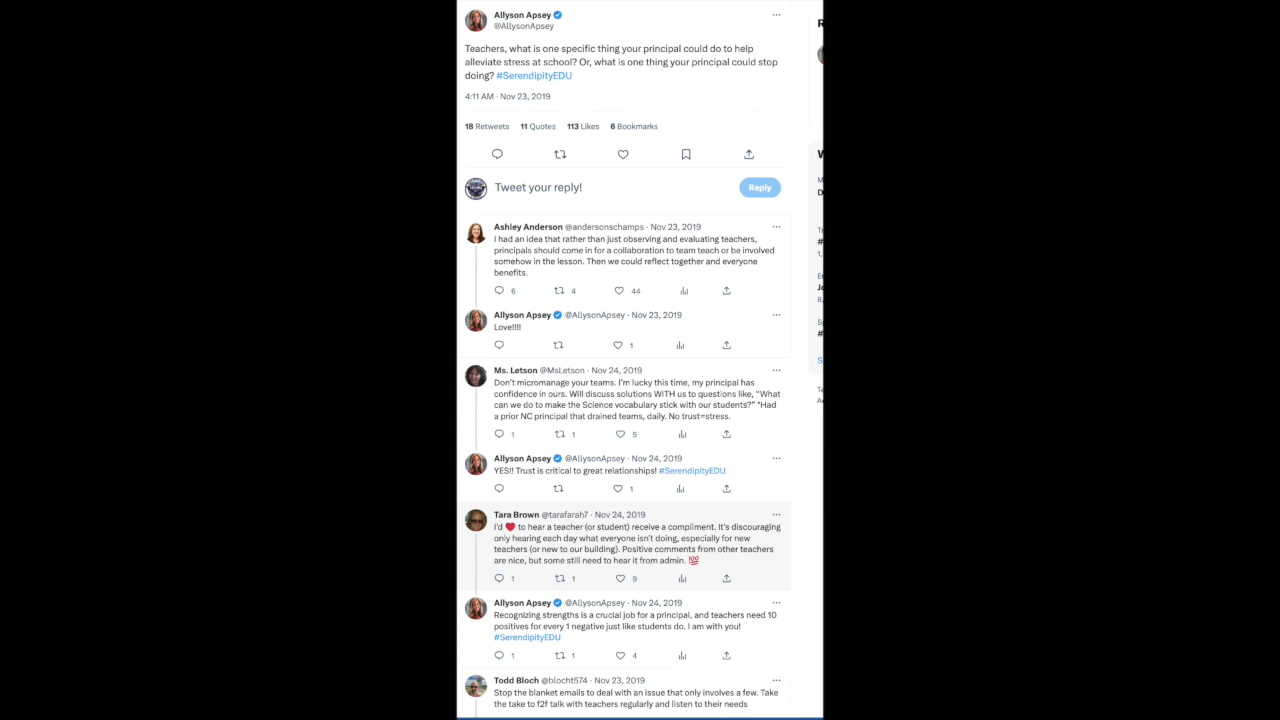 Allyson Apsey
@AllysonApsey
Teachers, what is one specific thing your principal could do to help
alleviate stress at school? Or, what is one thing your principal could stop
doing? #SerendipityEDU
4:11 AM · Nov 23, 2019
18 Retweets 11 Quotes 113 Likes 6 Bookmarks
Tweet your reply!
Reply
Ashley Anderson @andersonschamps · Nov 23, 2019
I had an idea that rather than just observing and evaluating teachers,
principals should come in for a collaboration to team teach or be involved
somehow in the lesson. Then we could reflect together and everyone
benefits.
6 4 44
Allyson Apsey @AllysonApsey · Nov 23, 2019
Love!!!!
1
Ms. Letson @MsLetson · Nov 24, 2019
Don't micromanage your teams. I'm lucky this time, my principal has
confidence in ours. Will discuss solutions WITH us to questions like, "What
can we do to make the Science vocabulary stick with our students?" *Had
a prior NC principal that drained teams, daily. No trust=stress.
1 1 5
Allyson Apsey @AllysonApsey · Nov 24, 2019
YES!! Trust is critical to great relationships! #SerendipityEDU
1
Tara Brown @tarafarah7 · Nov 24, 2019
I'd ❤️ to hear a teacher (or student) receive a compliment. It's discouraging
only hearing each day what everyone isn't doing, especially for new
teachers (or new to our building). Positive comments from other teachers
are nice, but some still need to hear it from admin. 💯
1 1 9
Allyson Apsey @AllysonApsey · Nov 24, 2019
Recognizing strengths is a crucial job for a principal, and teachers need 10
positives for every 1 negative just like students do. I am with you!
#SerendipityEDU
1 1 4
Todd Bloch @blocht574 · Nov 23, 2019
Stop the blanket emails to deal with an issue that only involves a few. Take
the take to f2f talk with teachers regularly and listen to their needs